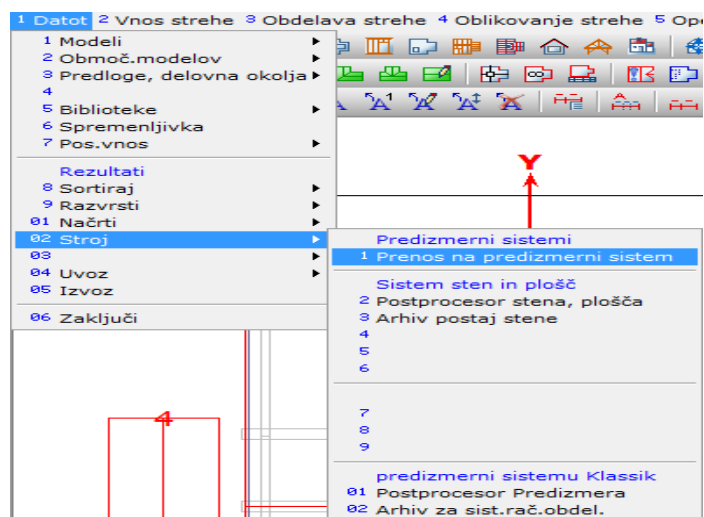 1 Datot 2 Vnos strehe 3 Obdelava strehe 4 Oblikovanje strehe 5 Ope
1 Modeli
2 Območ.modelov
3 Predloge, delovna okolja
4
5 Biblioteke
6 Spremenljivka
7 Pos.vnos
Rezultati
8 Sortiraj
9 Razvrsti
01 Načrti
02 Stroj
03
04 Uvoz
05 Izvoz
06 Zaključi
Predizmerni sistemi
1 Prenos na predizmerni sistem
Sistem sten in plošč
2 Postprocesor stena, plošča
3 Arhiv postaj stene
4
5
6
7
8
9
predizmerni sistemu Klassik
01 Postprocesor Predizmera
02 Arhiv za sist.rač.obdel.
Y
4